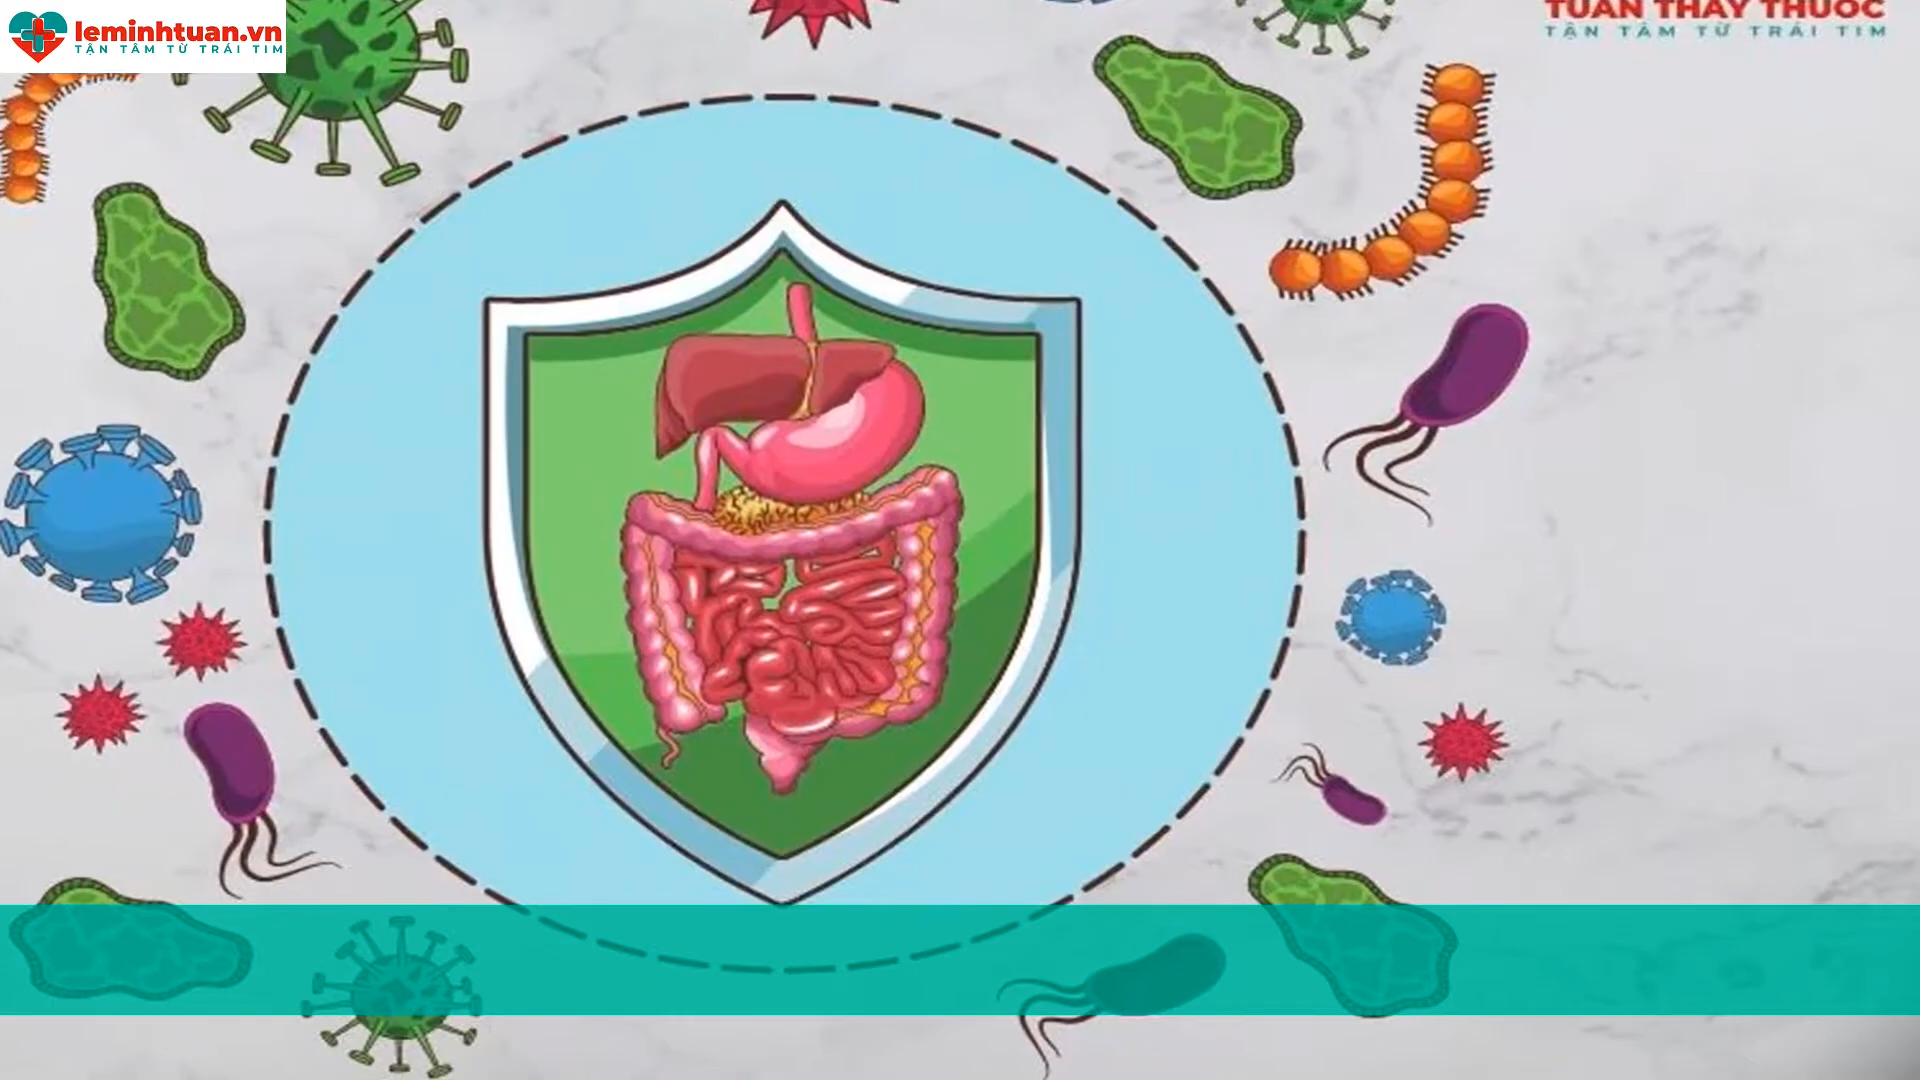 leminhtuan.vn
TẬN TÂM TỪ TRÁI TIM
TUẤN THẦY THUỐC
TẬN TÂM TỪ TRÁI TIM